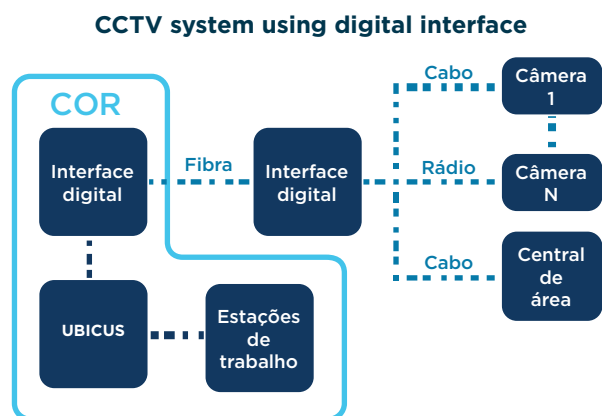 CCTV system using digital interface
COR
Interface
digital
Fibra
Interface
digital
Cabo
Câmera
1
Rádio
Câmera
N
Cabo
Central
de
área
UBICUS
Estações
de
trabalho